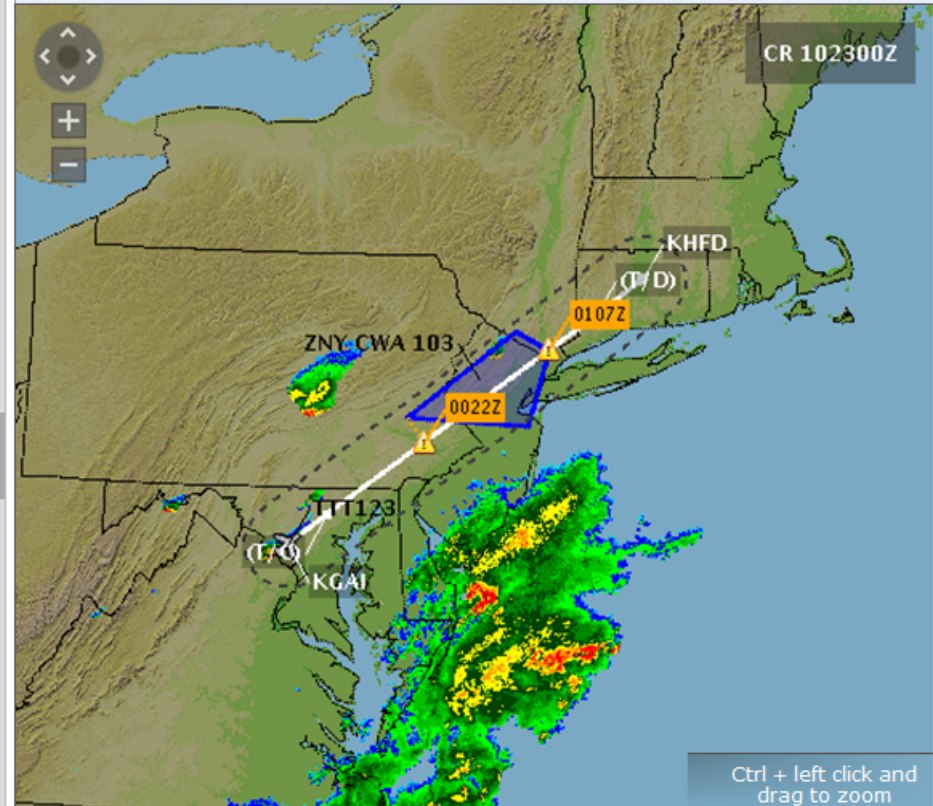 CR 102300Z
+
−
KHFD
(T/D)
0107Z
ZNY CWA 103
!
0022Z
!
TTT123
(T/C)
KGAI
Ctrl + left click and
drag to zoom